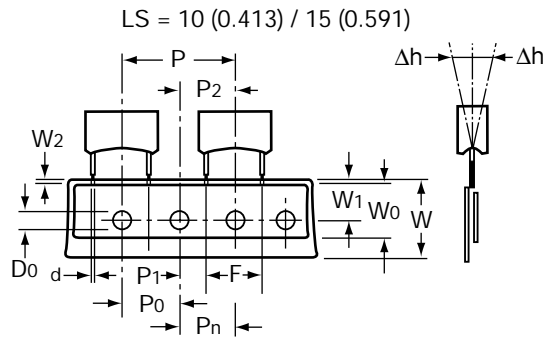 LS = 10 (0.413) / 15 (0.591)
P
Δh Δh
P2
W2
W1
W0
W
D0
d
P1
F
P0
Pn